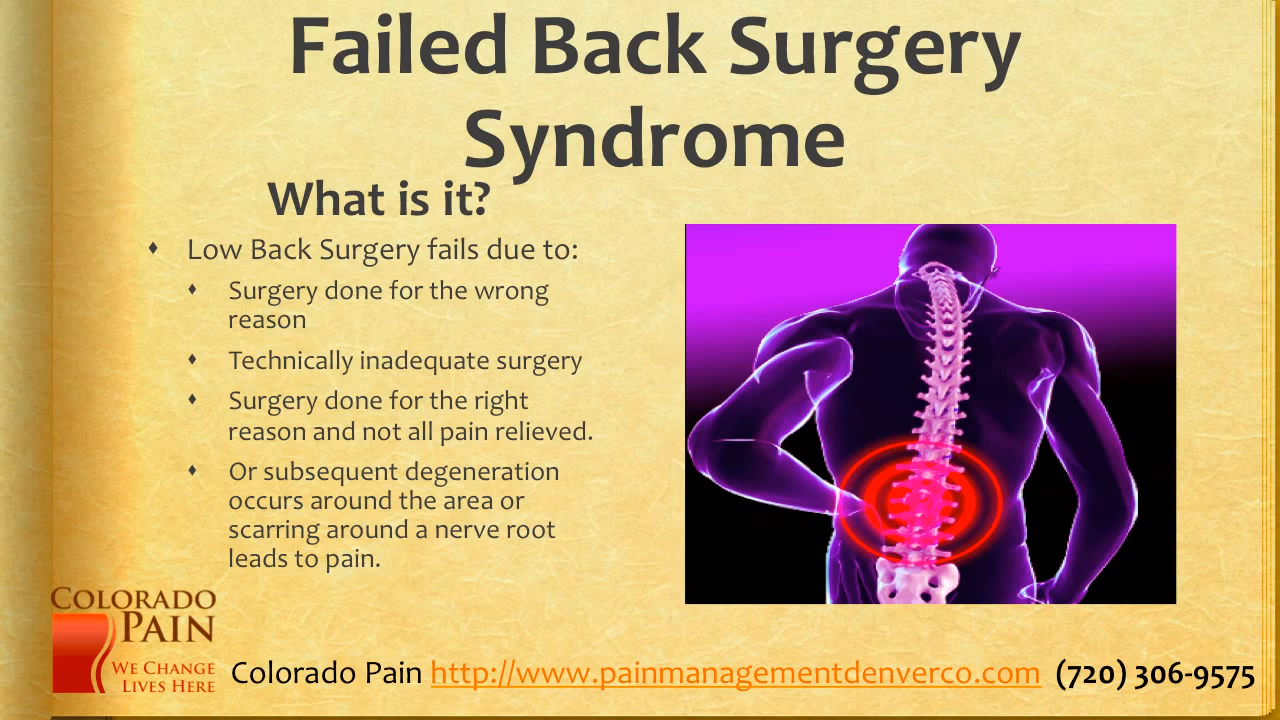 Failed Back Surgery
Syndrome
What is it?
Low Back Surgery fails due to:
Surgery done for the wrong
reason
Technically inadequate surgery
Surgery done for the right
reason and not all pain relieved.
Or subsequent degeneration
occurs around the area or
scarring around a nerve root
leads to pain.
COLORADO
PAIN
WE CHANGE
LIVES HERE
Colorado Pain http://www.painmanagementdenverco.com (720) 306-9575